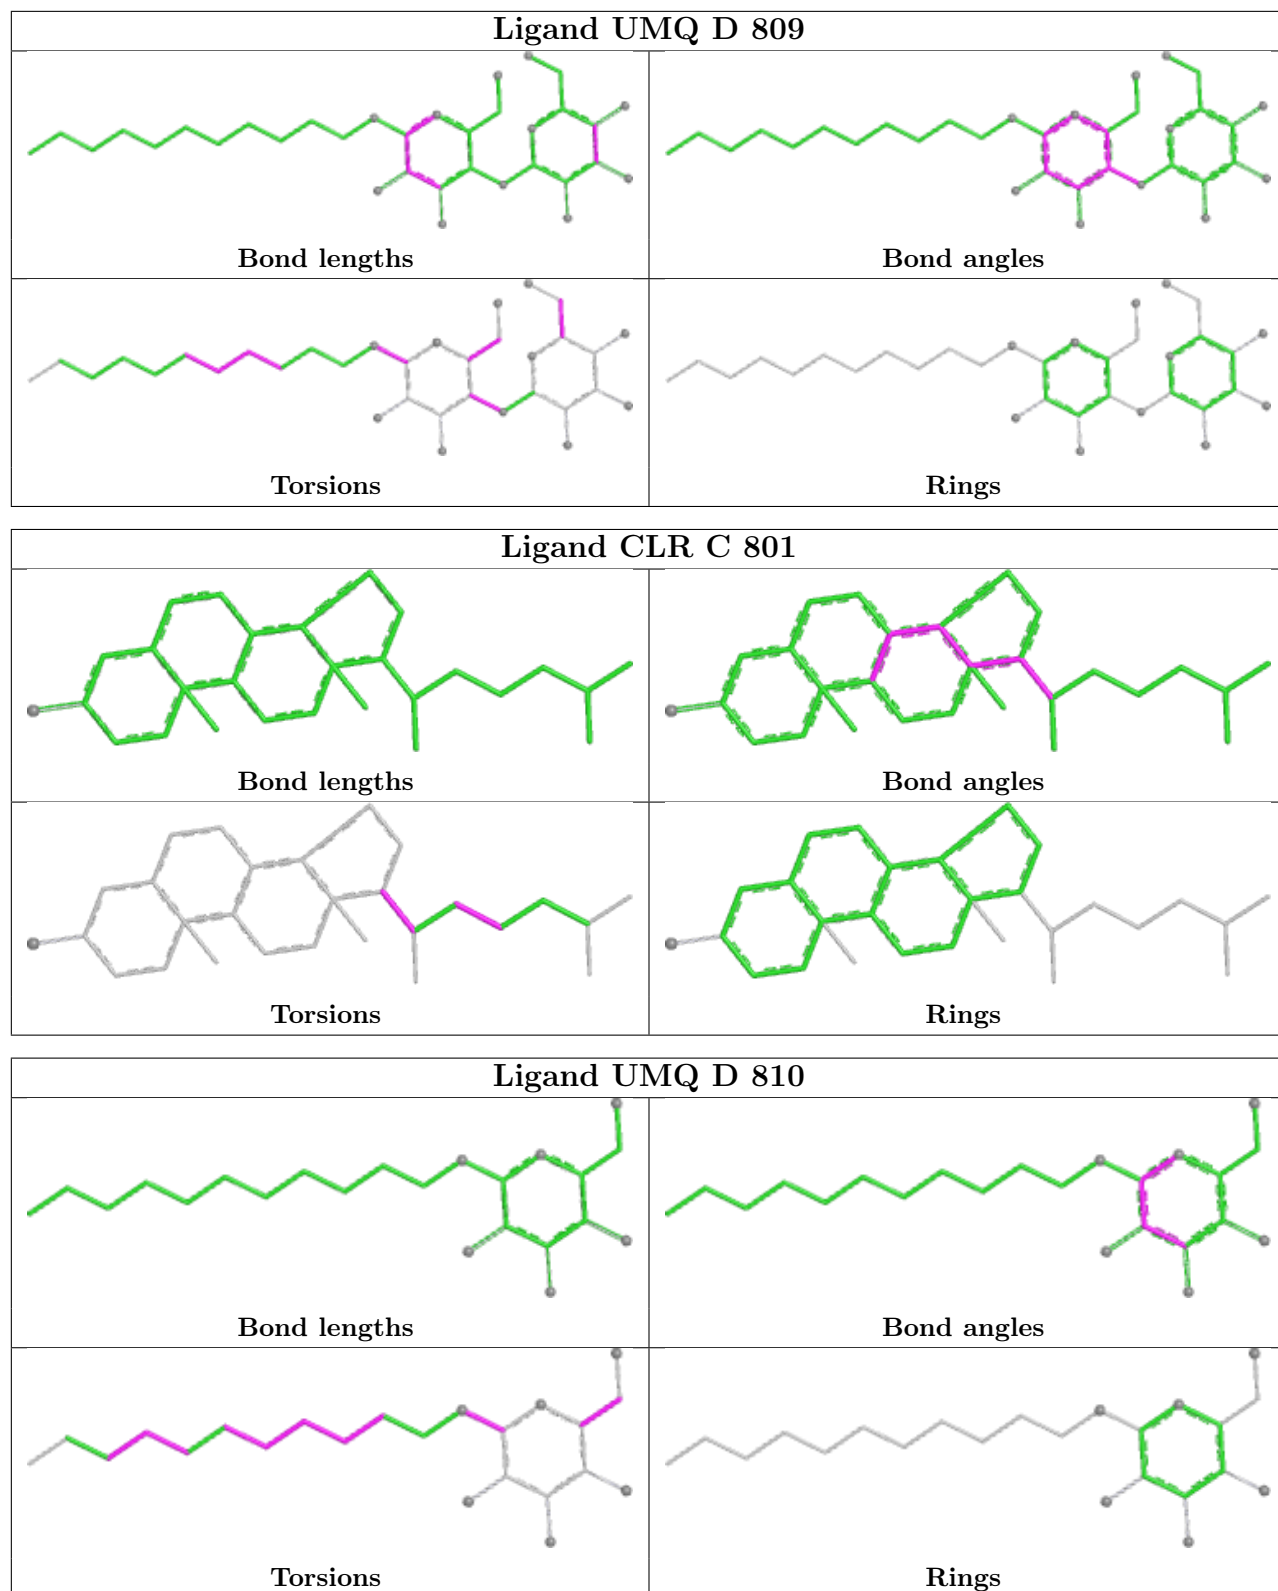 Ligand UMQ D 809
Bond lengths
Bond angles
Torsions
Rings
Ligand CLR C 801
Bond lengths
Bond angles
Torsions
Rings
Ligand UMQ D 810
Bond lengths
Bond angles
Torsions
Rings